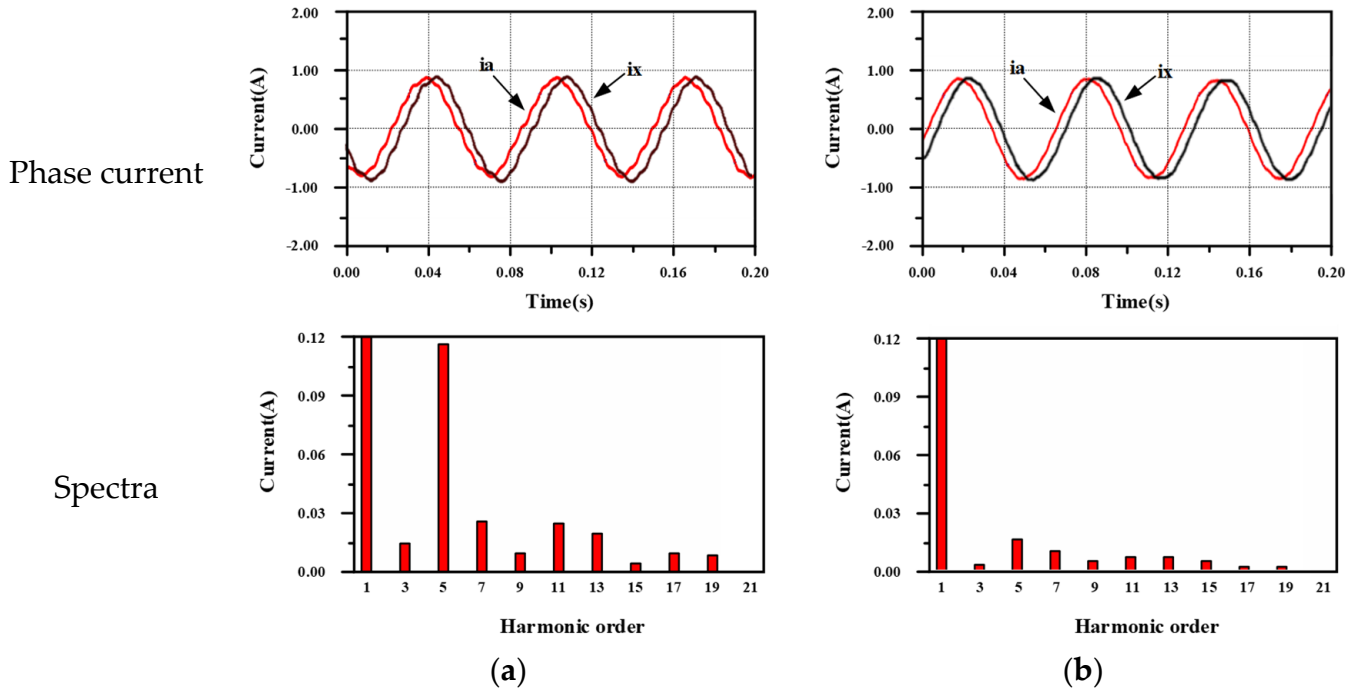 Phase current
Current(A)
2.00
1.00
0.00
-1.00
-2.00
ia
ix
0.00 0.04 0.08 0.12 0.16 0.20
Time(s)
Current(A)
2.00
1.00
0.00
-1.00
-2.00
ia
ix
0.00 0.04 0.08 0.12 0.16 0.20
Time(s)
Spectra
Current(A)
0.12
0.09
0.06
0.03
0.00
1 3 5 7 9 11 13 15 17 19 21
Harmonic order
(a)
Current(A)
0.12
0.09
0.06
0.03
0.00
1 3 5 7 9 11 13 15 17 19 21
Harmonic order
(b)